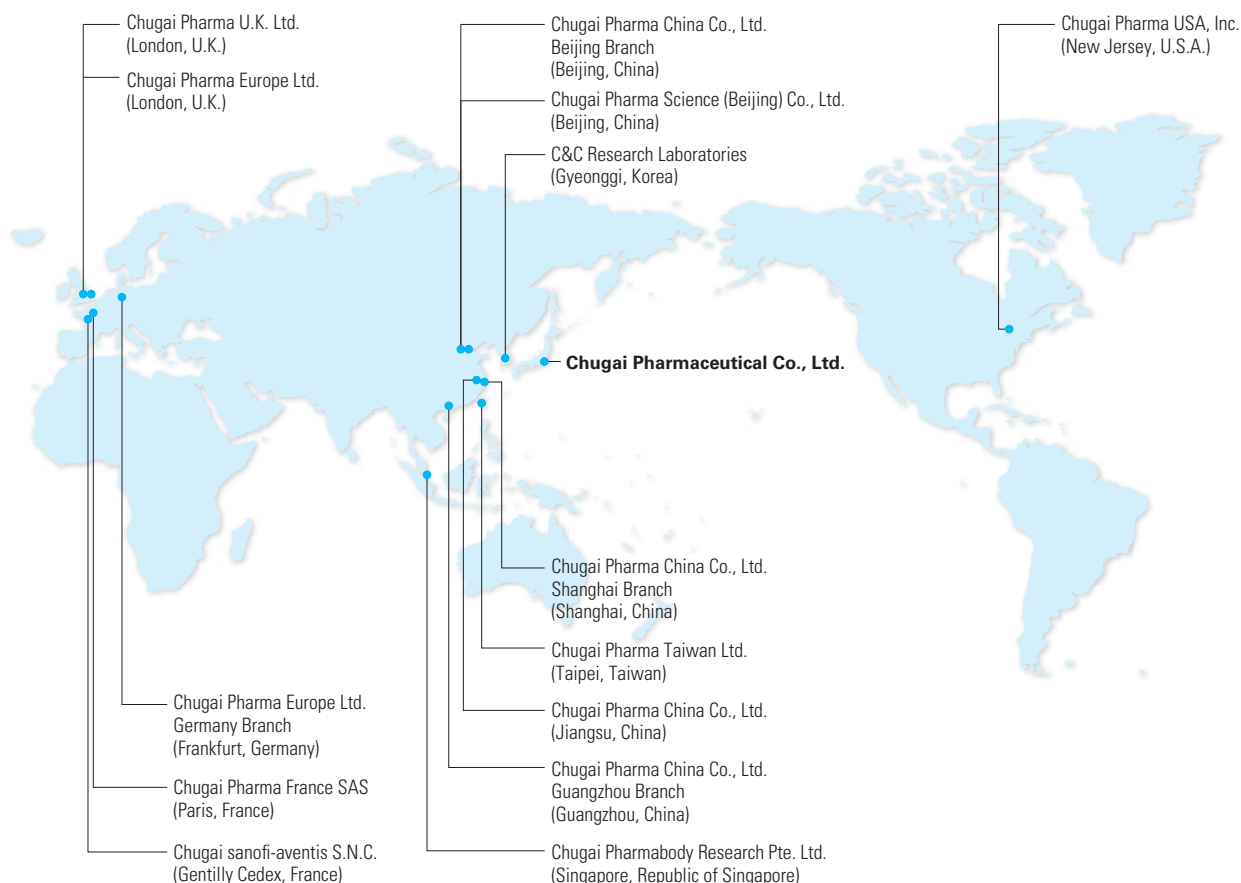 Chugai Pharma U.K. Ltd.
(London, U.K.)
Chugai Pharma Europe Ltd.
(London, U.K.)
Chugai Pharma China Co., Ltd.
Beijing Branch
(Beijing, China)
Chugai Pharma Science (Beijing) Co., Ltd.
(Beijing, China)
C&C Research Laboratories
(Gyeonggi, Korea)
Chugai Pharma USA, Inc.
(New Jersey, U.S.A.)
Chugai Pharmaceutical Co., Ltd.
Chugai Pharma China Co., Ltd.
Shanghai Branch
(Shanghai, China)
Chugai Pharma Taiwan Ltd.
(Taipei, Taiwan)
Chugai Pharma China Co., Ltd.
(Jiangsu, China)
Chugai Pharma China Co., Ltd.
Guangzhou Branch
(Guangzhou, China)
Chugai Pharmabody Research Pte. Ltd.
(Singapore, Republic of Singapore)
Chugai Pharma Europe Ltd.
Germany Branch
(Frankfurt, Germany)
Chugai Pharma France SAS
(Paris, France)
Chugai sanofi-aventis S.N.C.
(Gentilly Cedex, France)